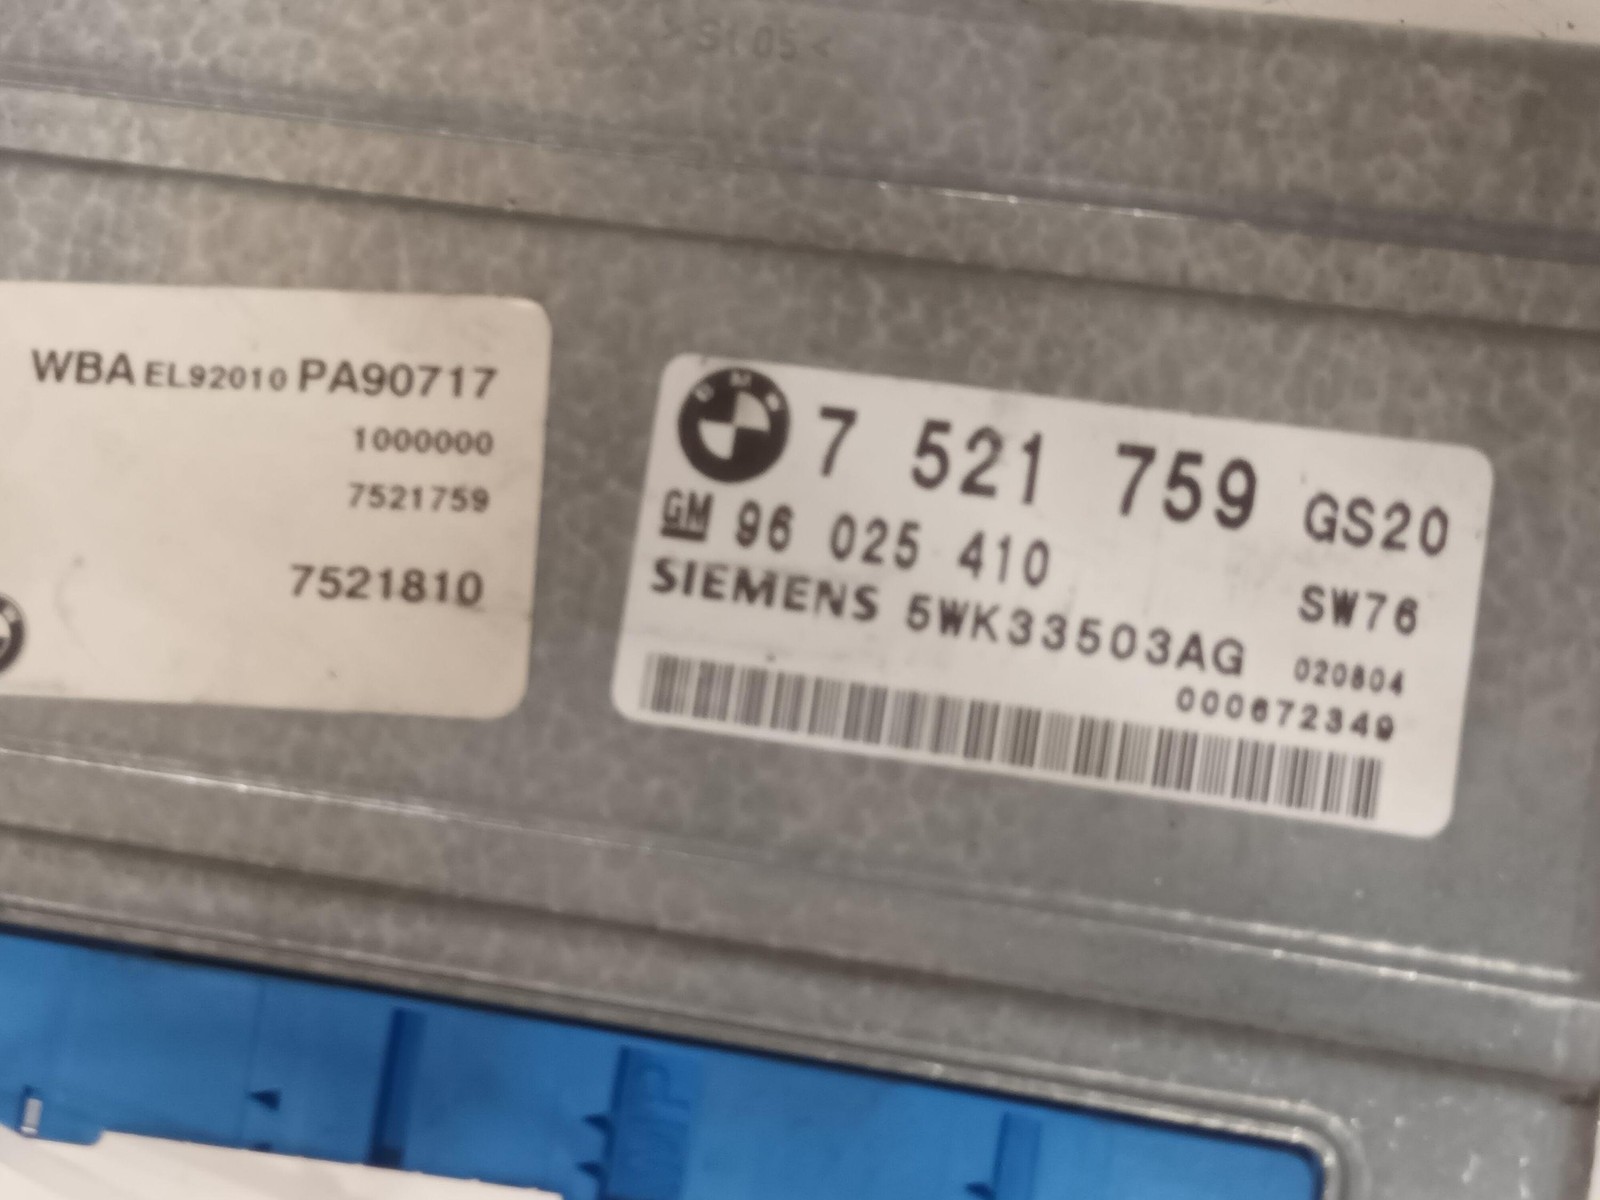 WBA EL92010 PA90717
1000000
7521759
7521810
BMW
7 521 759 GS20
GM 96 025 410
SW76
SIEMENS 5WK33503AG
020804
000672349